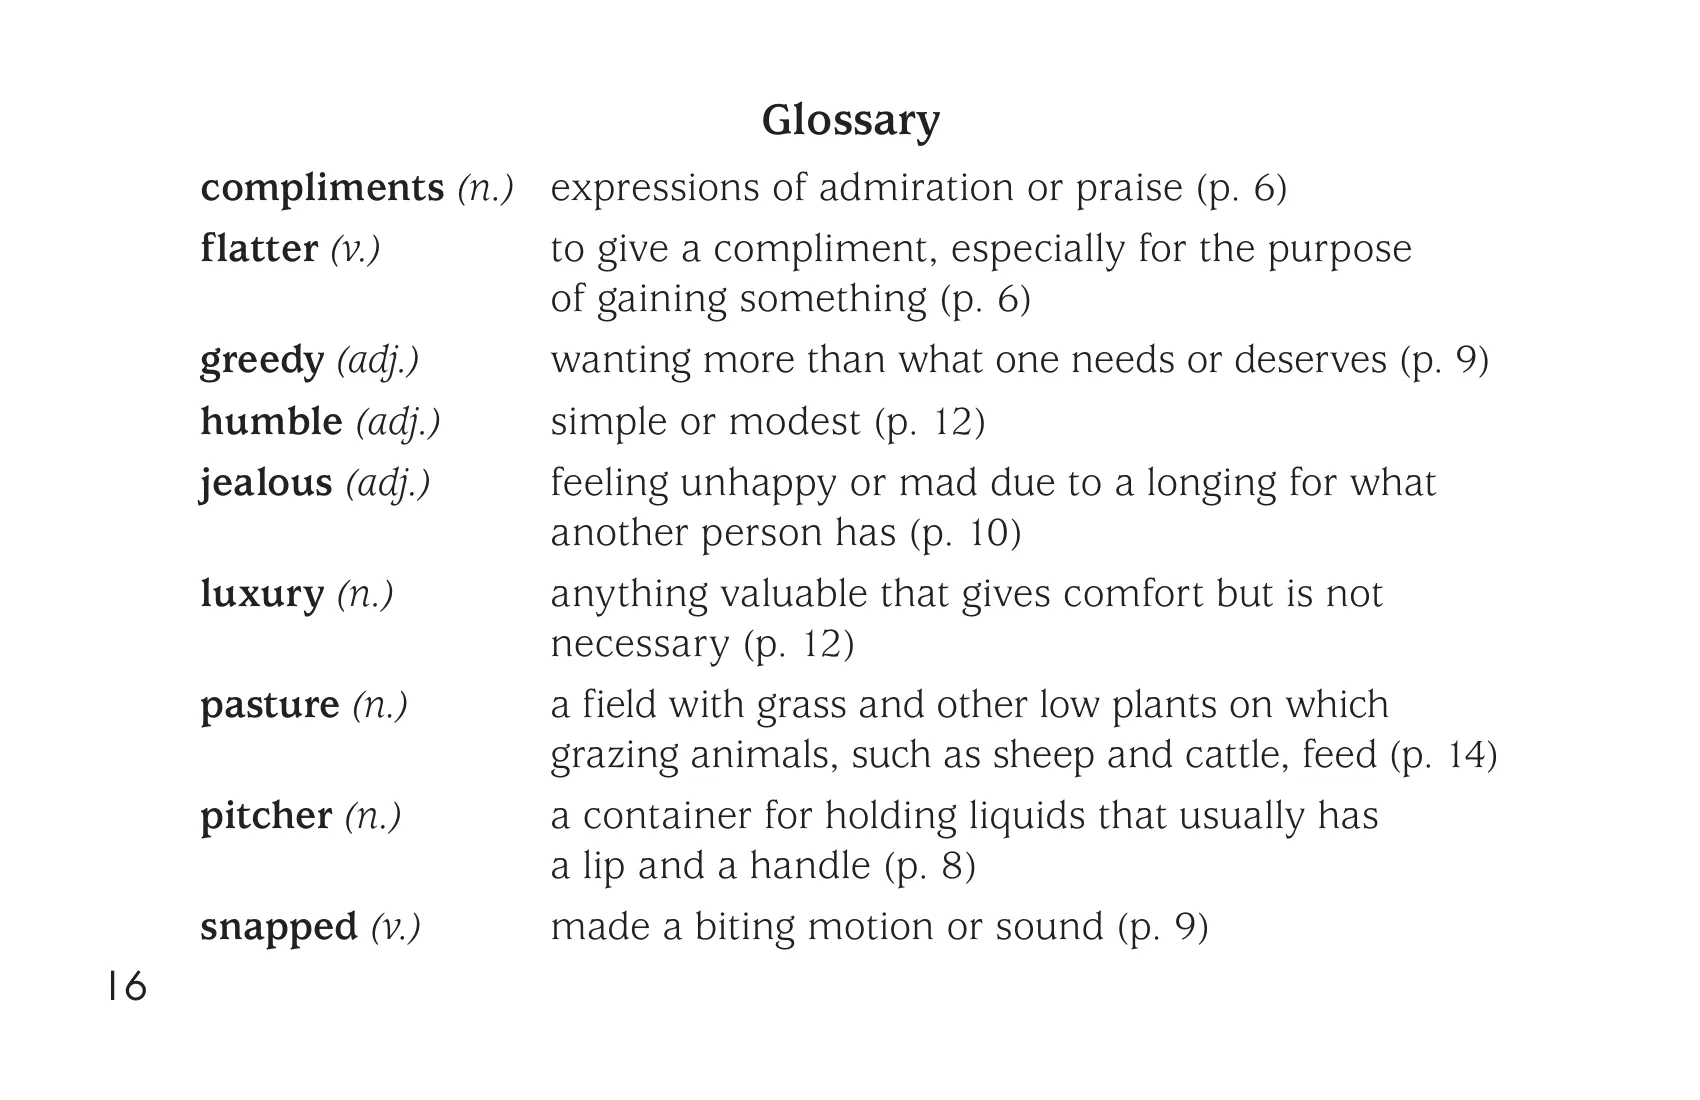 Glossary
compliments (n.) expressions of admiration or praise (p. 6)
flatter (v.) to give a compliment, especially for the purpose
of gaining something (p. 6)
greedy (adj.) wanting more than what one needs or deserves (p. 9)
humble (adj.) simple or modest (p. 12)
jealous (adj.) feeling unhappy or mad due to a longing for what
another person has (p. 10)
luxury (n.) anything valuable that gives comfort but is not
necessary (p. 12)
pasture (n.) a field with grass and other low plants on which
grazing animals, such as sheep and cattle, feed (p. 14)
pitcher (n.) a container for holding liquids that usually has
a lip and a handle (p. 8)
snapped (v.) made a biting motion or sound (p. 9)
16